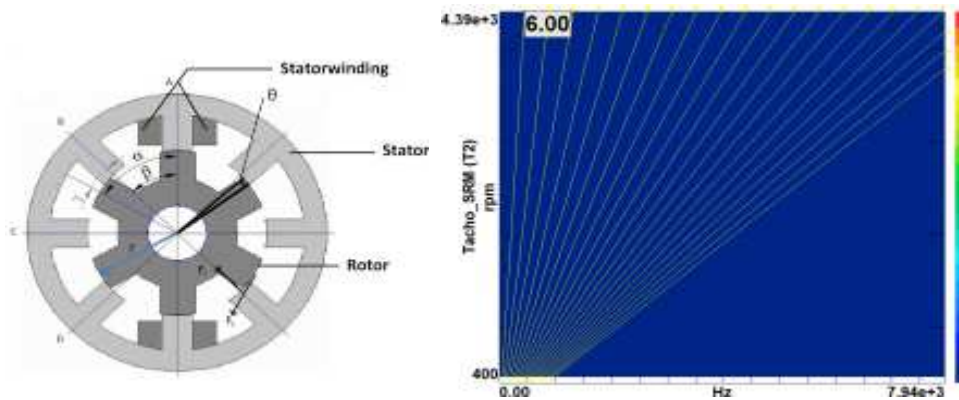 Statorwinding
A
θ
Stator
α
β
C
Rotor
4.39e+3
6.00
Tacho_SRM (T2)
rpm
400
0.00
Hz
7.94e+3